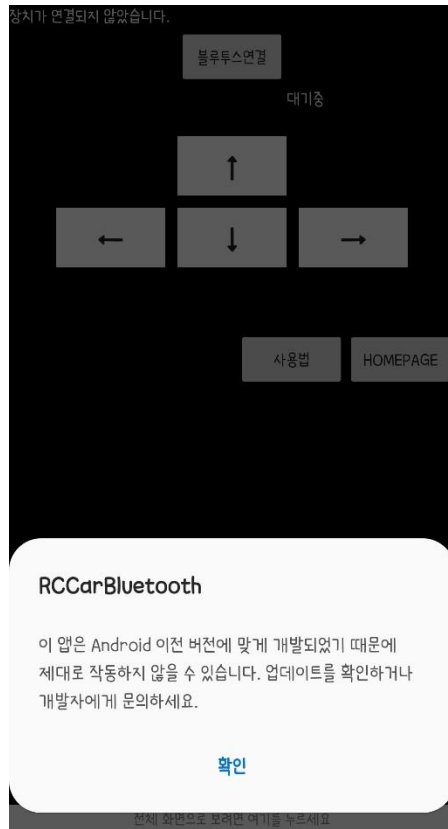 장치가 연결되지 않았습니다.
블루투스연결
대기중
↑
← ↓ →
사용법 HOMEPAGE
RCCarBluetooth
이 앱은 Android 이전 버전에 맞게 개발되었기 때문에
제대로 작동하지 않을 수 있습니다. 업데이트를 확인하거나
개발자에게 문의하세요.
확인
전체 화면으로 보려면 여기를 누르세요